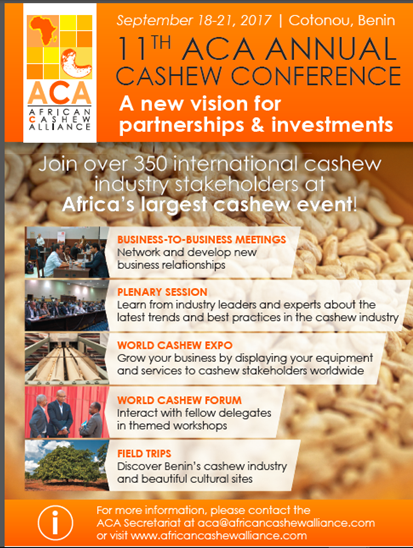 September 18-21, 2017 | Cotonou, Benin
11TH ACA ANNUAL
CASHEW CONFERENCE
A new vision for
partnerships & investments
ACA
AFRICAN
CASHEW
ALLIANCE
Join over 350 international cashew
industry stakeholders at
Africa's largest cashew event!
BUSINESS-TO-BUSINESS MEETINGS
Network and develop new
business relationships
PLENARY SESSION
Learn from industry leaders and experts about the
latest trends and best practices in the cashew industry
WORLD CASHEW EXPO
Grow your business by displaying your equipment
and services to cashew stakeholders worldwide
WORLD CASHEW FORUM
Interact with fellow delegates
in themed workshops
FIELD TRIPS
Discover Benin's cashew industry
and beautiful cultural sites
i
For more information, please contact the
ACA Secretariat at aca@africancashewalliance.com
or visit www.africancashewalliance.com